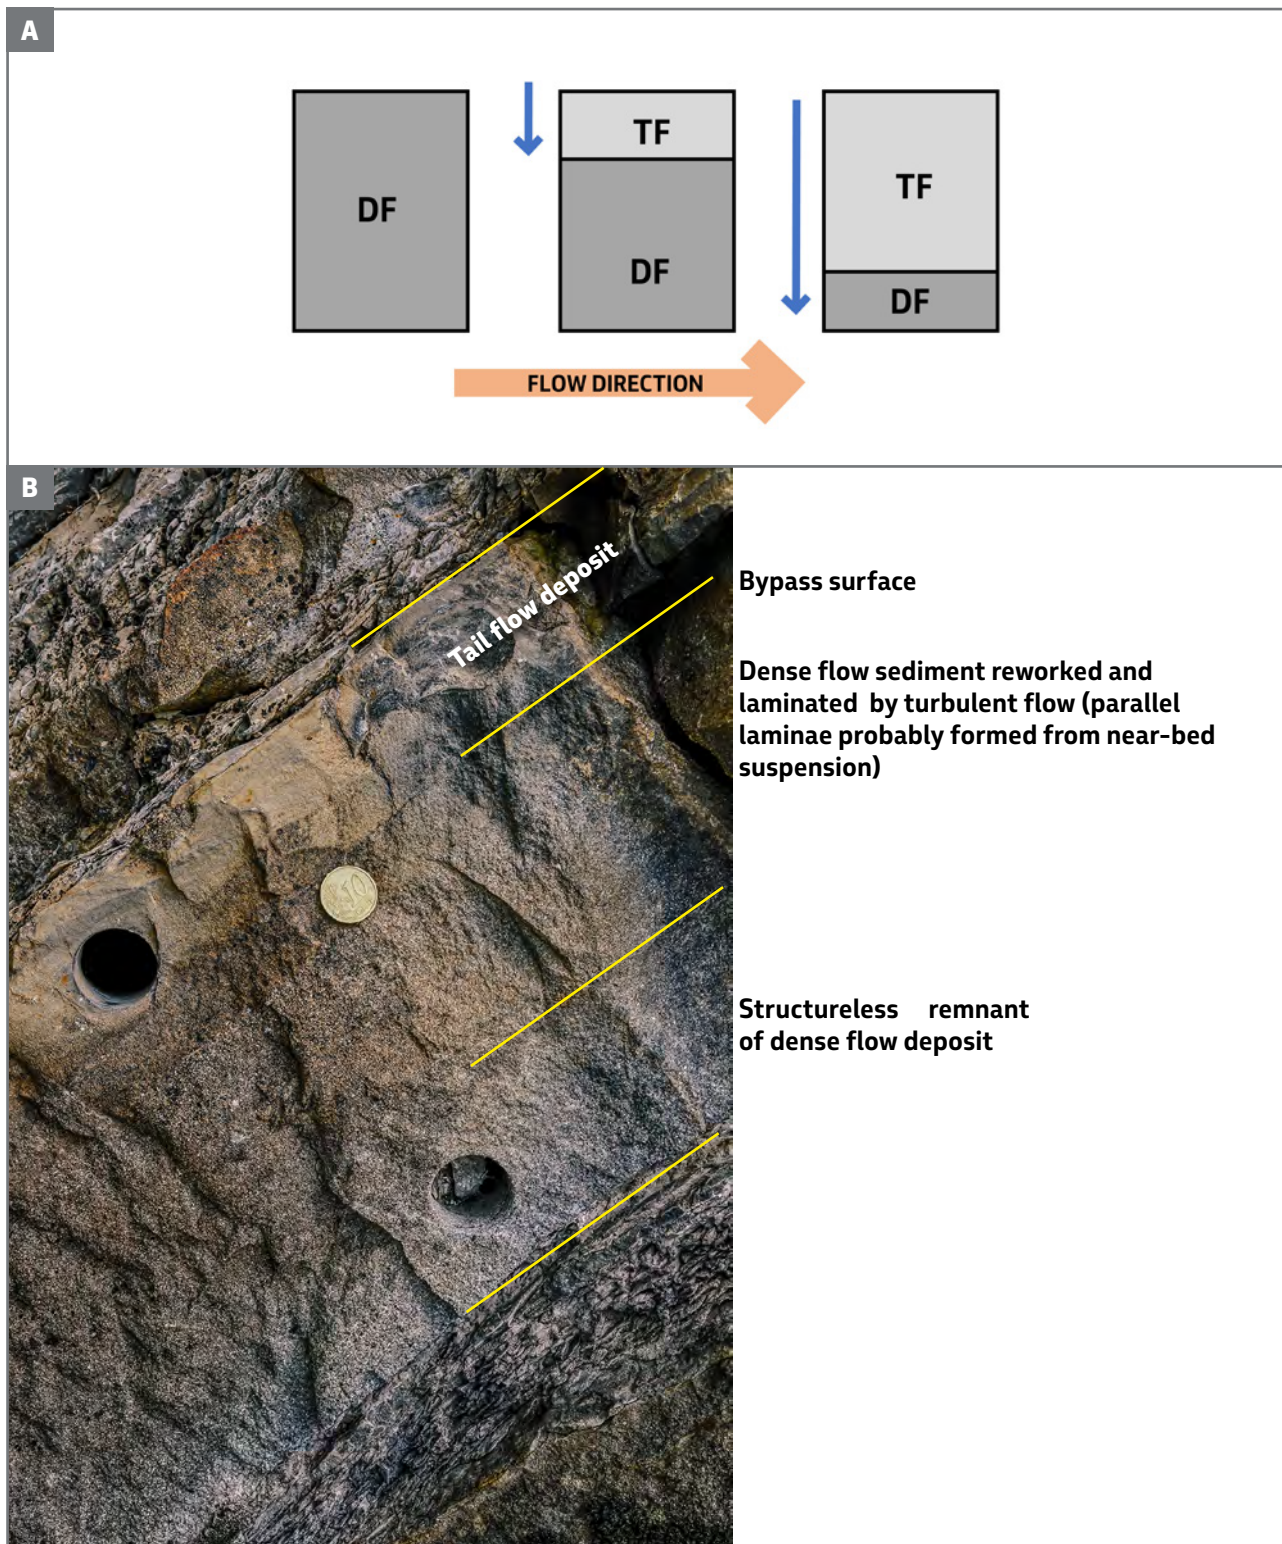 A
DF
TF
DF
TF
DF
FLOW DIRECTION
B
Tail flow deposit
Bypass surface
Dense flow sediment reworked and
laminated by turbulent flow (parallel
laminae probably formed from near-bed
suspension)
10
Structureless remnant
of dense flow deposit